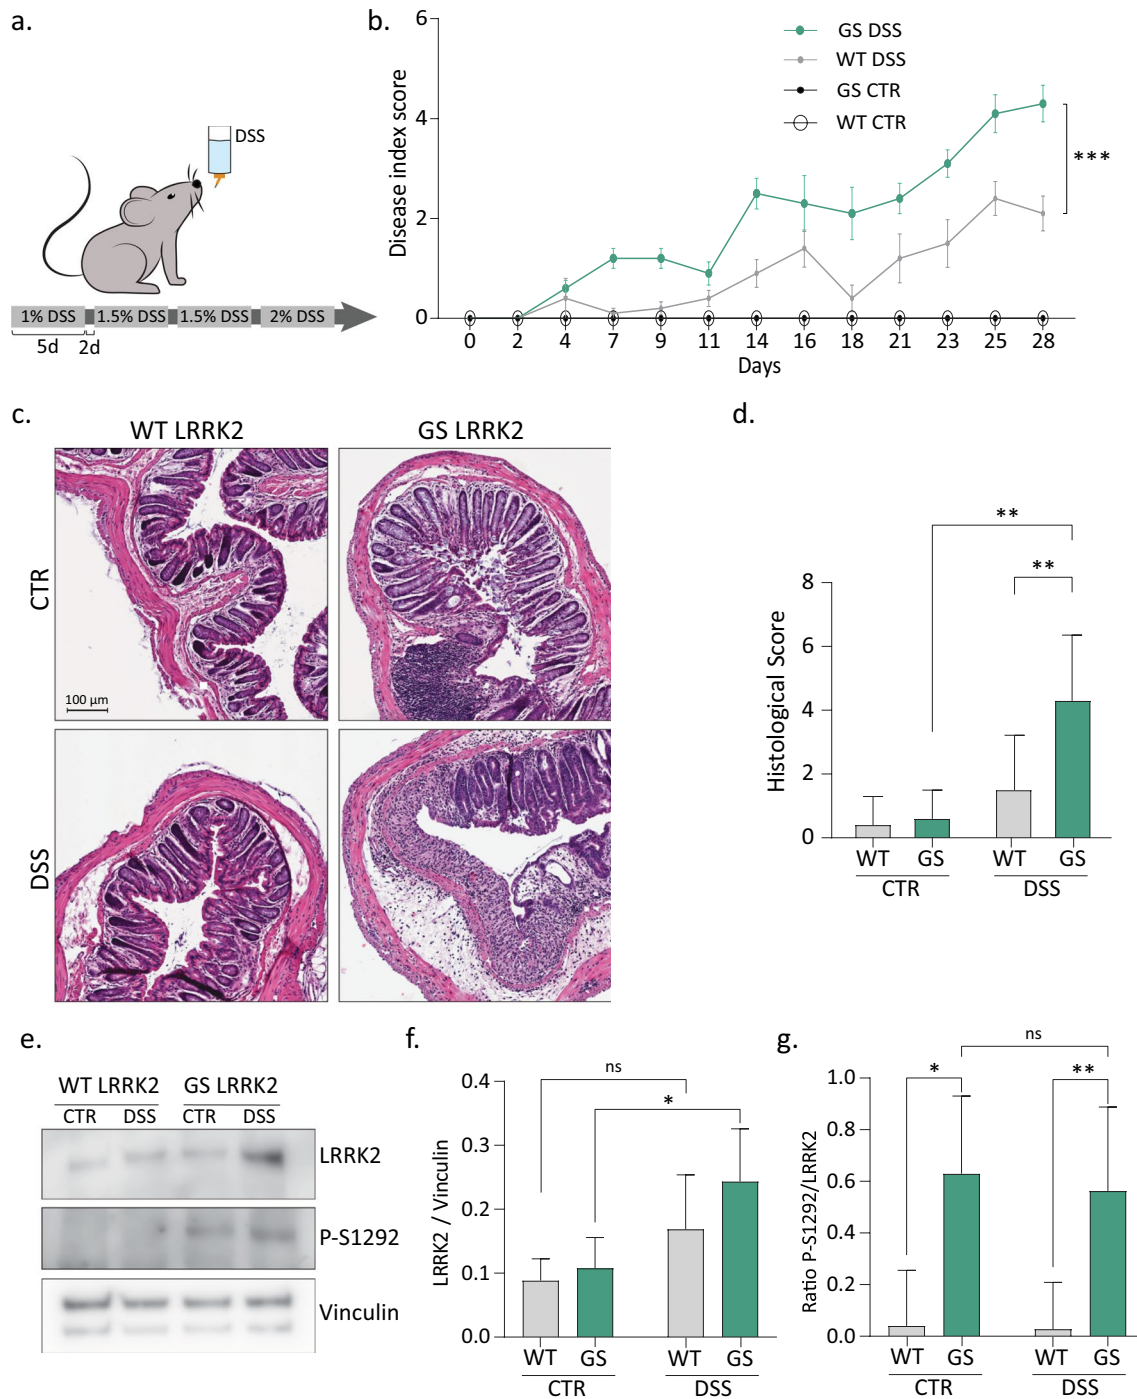 a.
DSS
1% DSS 1.5% DSS 1.5% DSS 2% DSS
5d 2d
b.
Disease index score
6
4
2
0
GS DSS
WT DSS
GS CTR
WT CTR
***
0 2 4 7 9 11 14 16 18 21 23 25 28
Days
c.
WT LRRK2 GS LRRK2
CTR
100 µm
DSS
d.
Histological Score
8
6
4
2
0
**
**
WT GS WT GS
CTR DSS
e.
WT LRRK2 GS LRRK2
CTR DSS CTR DSS
LRRK2
P-S1292
Vinculin
f.
LRRK2 / Vinculin
0.4
0.3
0.2
0.1
0.0
ns
*
WT GS WT GS
CTR DSS
g.
Ratio P-S1292/LRRK2
1.0
0.8
0.6
0.4
0.2
0.0
ns
*
**
WT GS WT GS
CTR DSS